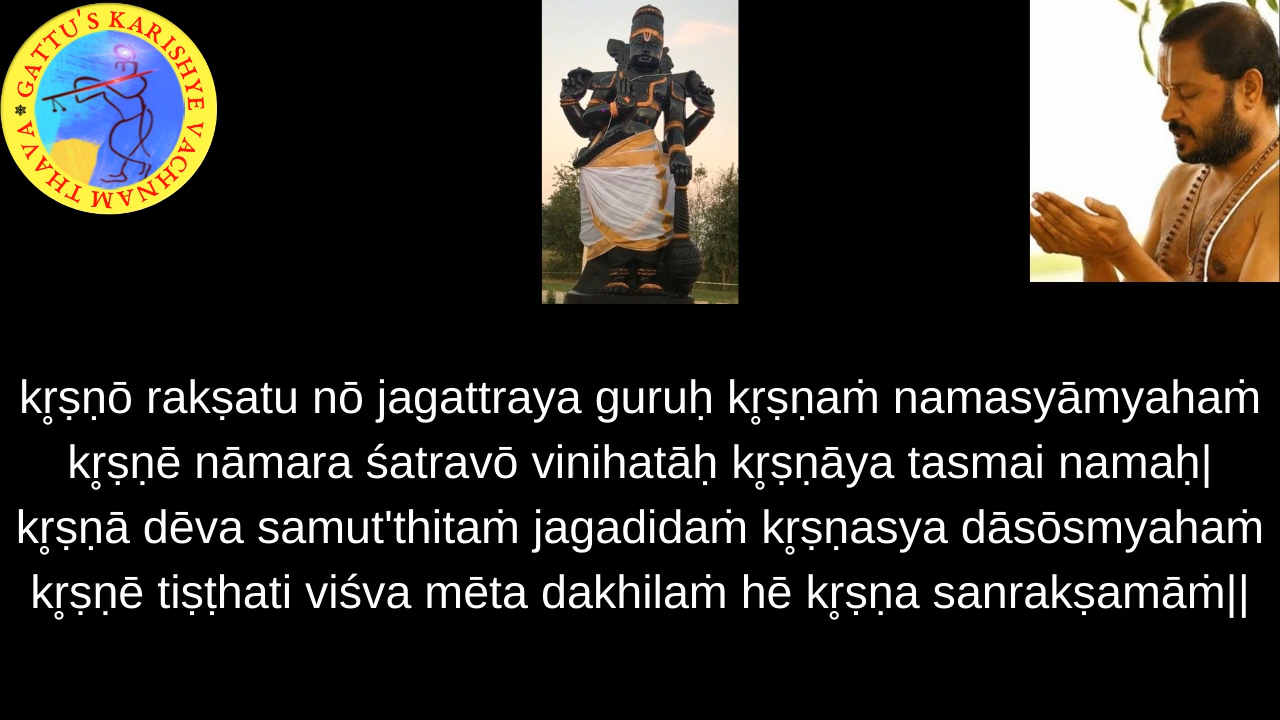 GATTU'S KARISHYE VACHNAM THAVA
kr̥ṣṇō rakṣatu nō jagattraya guruḥ kr̥ṣṇaṁ namasyāmyahaṁ
kr̥ṣṇē nāmara śatravō vinihatāḥ kr̥ṣṇāya tasmai namaḥ|
kr̥ṣṇā dēva samut'thitaṁ jagadidaṁ kr̥ṣṇasya dāsōsmyahaṁ
kr̥ṣṇē tiṣṭhati viśva mēta dakhilaṁ hē kr̥ṣṇa sanrakṣamāṁ||